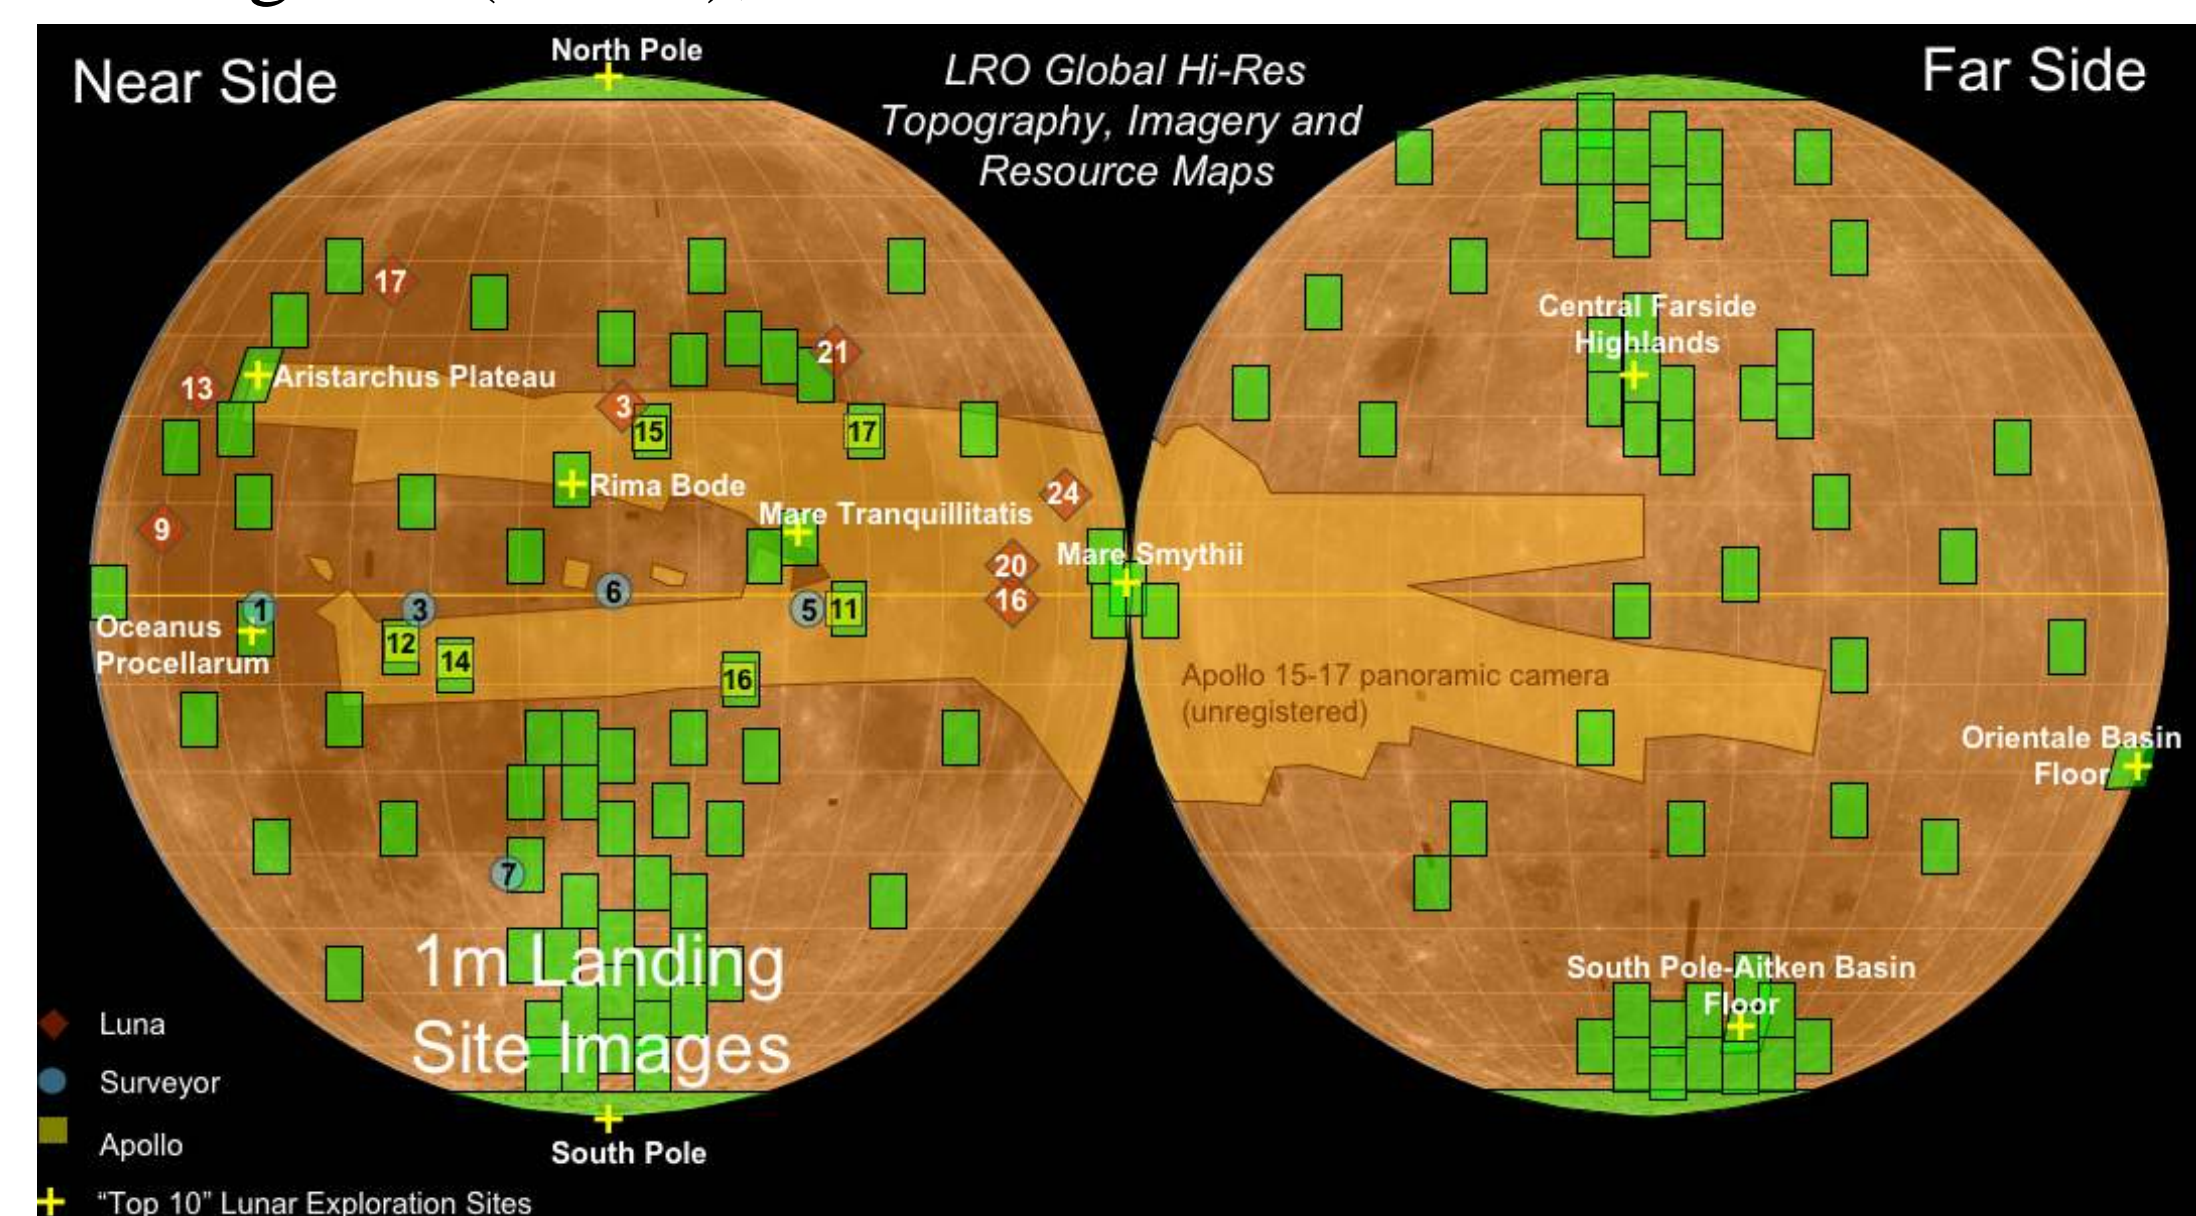 Near Side
North Pole
LRO Global Hi-Res
Topography, Imagery and
Resource Maps
Far Side
17
21
13
Aristarchus Plateau
3
15
17
Rima Bode
24
Mare Tranquillitatis
9
Mare Smythii
20
6
16
1
3
5
11
Oceanus
Procellarum
12
14
16
7
Central Farside
Highlands
Apollo 15-17 panoramic camera
(unregistered)
Orientale Basin
Floor
South Pole-Aitken Basin
Floor
1m Landing
Site Images
South Pole
Luna
Surveyor
Apollo
“Top 10” Lunar Exploration Sites